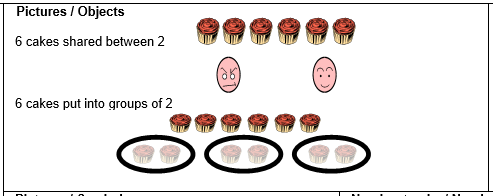 Pictures / Objects
6 cakes shared between 2
6 cakes put into groups of 2